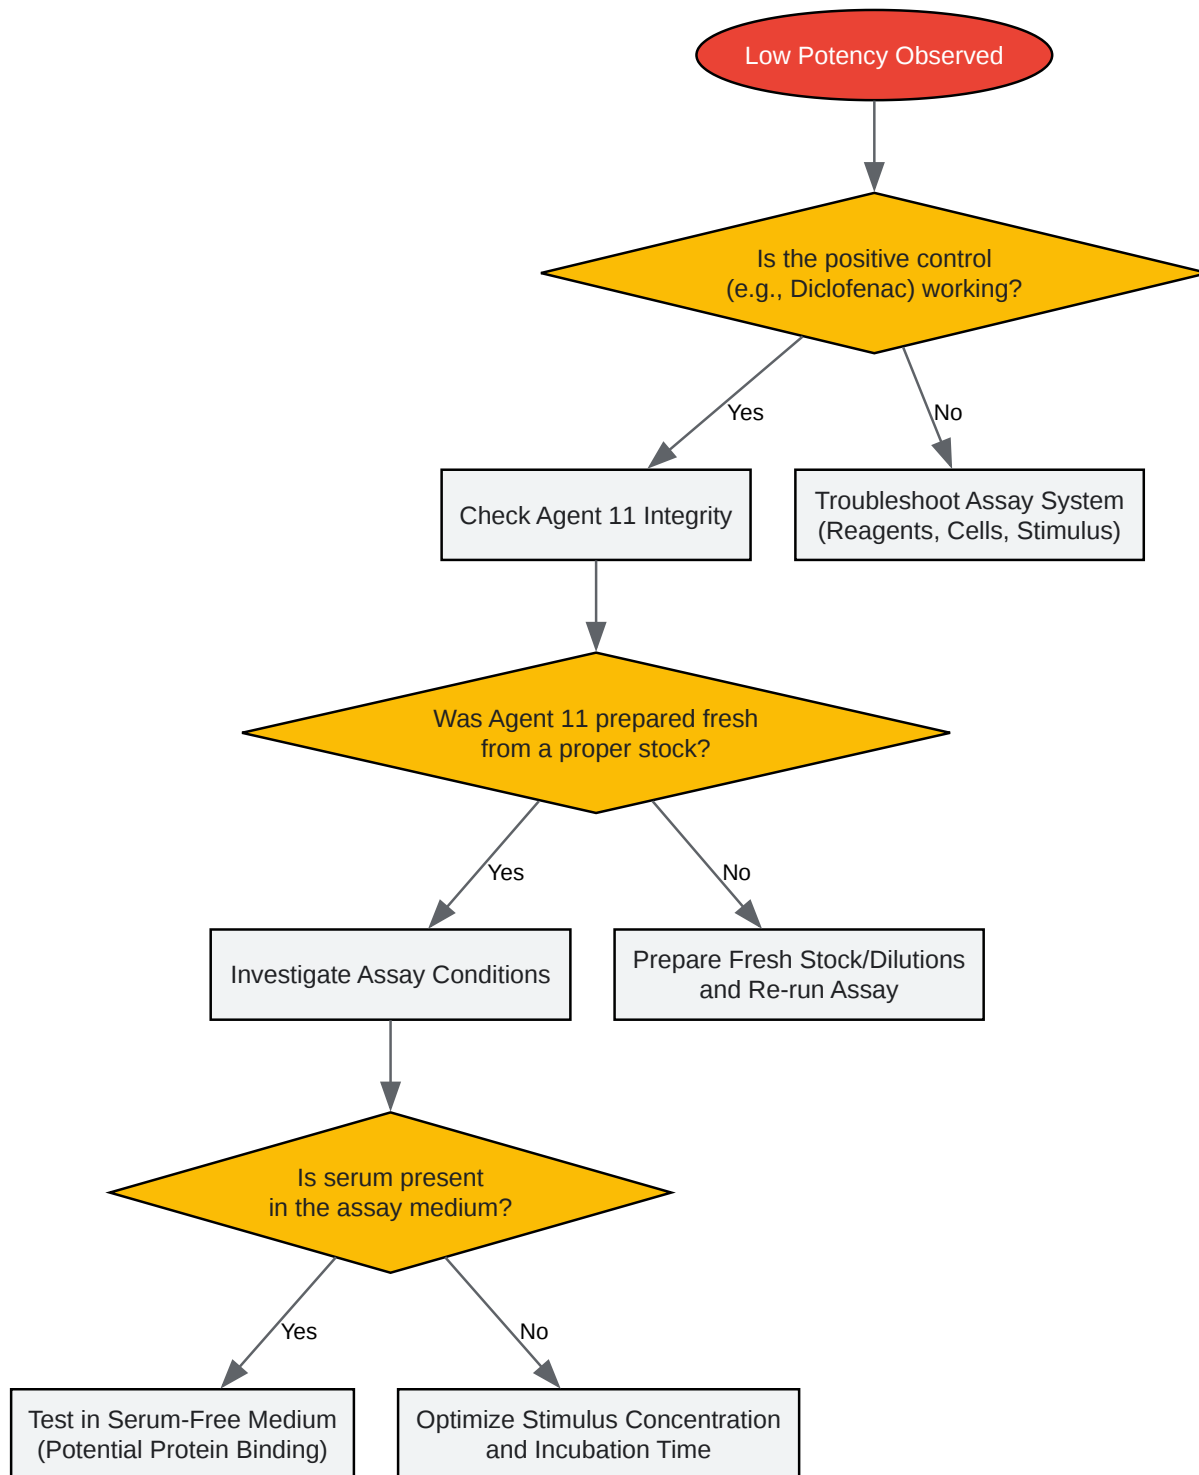 Low Potency Observed
Is the positive control
(e.g., Diclofenac) working?
Yes
No
Check Agent 11 Integrity
Troubleshoot Assay System
(Reagents, Cells, Stimulus)
Was Agent 11 prepared fresh
from a proper stock?
Yes
No
Investigate Assay Conditions
Prepare Fresh Stock/Dilutions
and Re-run Assay
Is serum present
in the assay medium?
Yes
No
Test in Serum-Free Medium
(Potential Protein Binding)
Optimize Stimulus Concentration
and Incubation Time